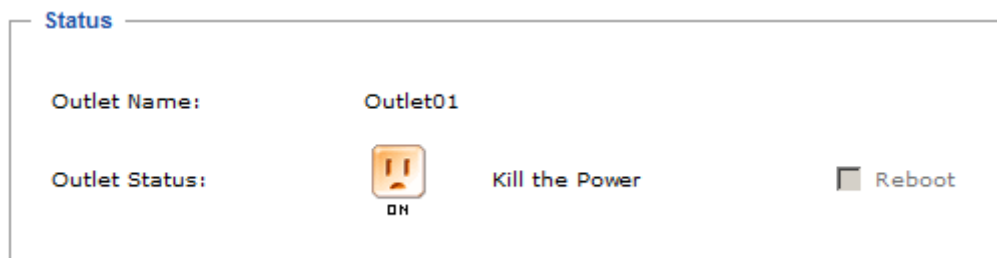 Status
Outlet Name: Outlet01
Outlet Status: Kill the Power Reboot
ON